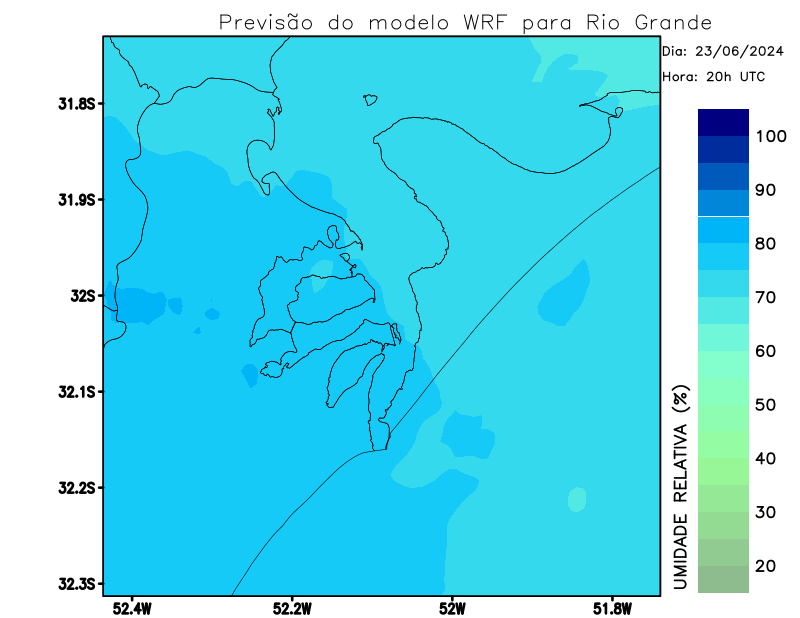 Previsão do modelo WRF para Rio Grande
Dia: 23/06/2024
Hora: 20h UTC
31.8S
31.9S
32S
32.1S
32.2S
32.3S
52.4W
52.2W
52W
51.8W
100
90
80
70
60
50
40
30
20
UMIDADE RELATIVA (%)